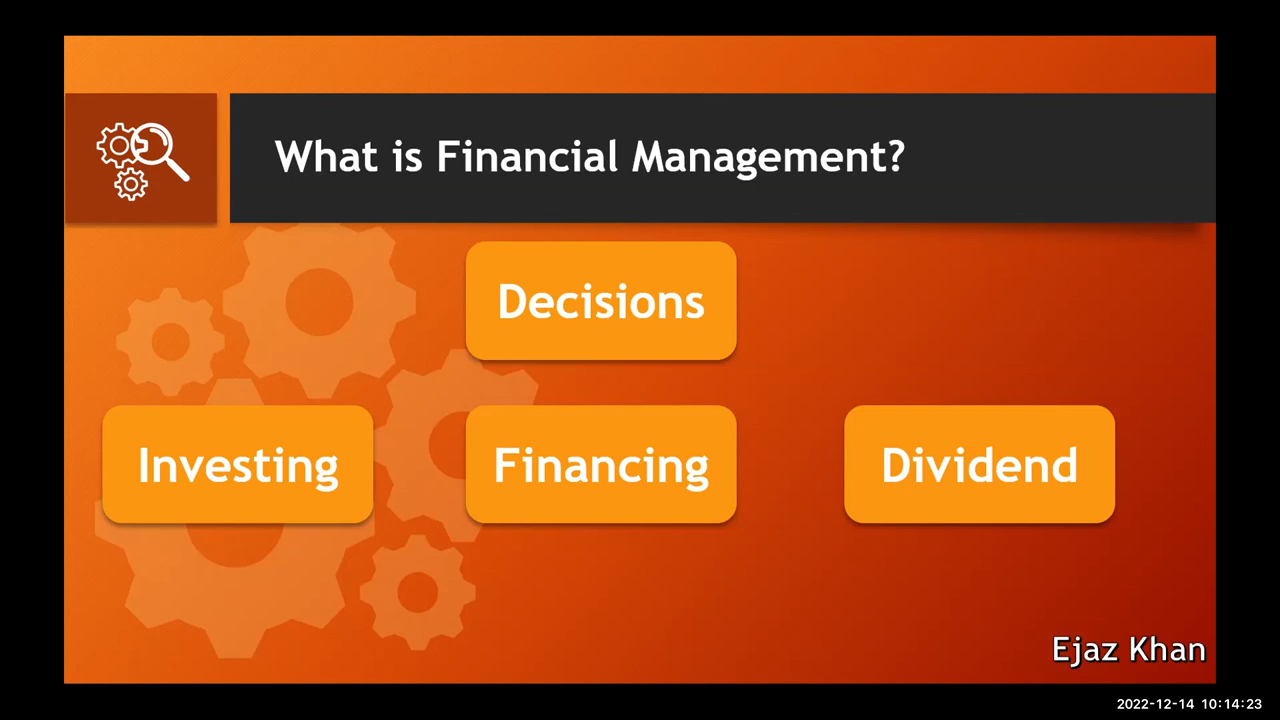 What is Financial Management?
Decisions
Investing
Financing
Dividend
Ejaz Khan
2022-12-14 10:14:23